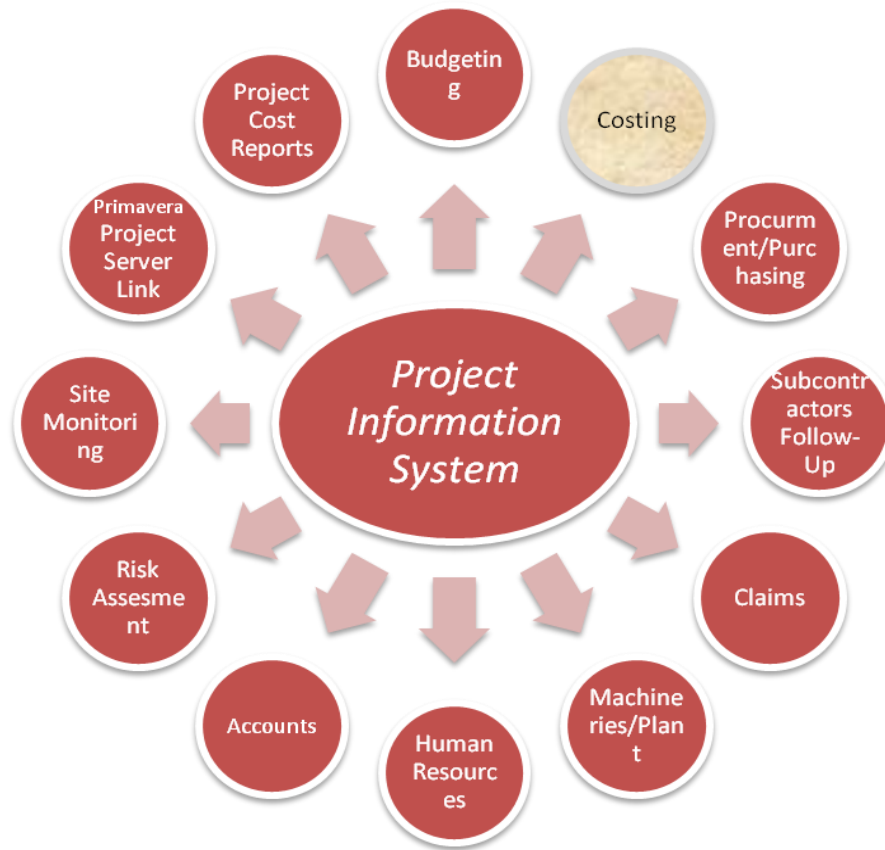 Budgetin
g
Costing
Procurm
ent/Purc
hasing
Subcontr
actors
Follow-
Up
Claims
Machine
ries/Plan
t
Human
Resourc
es
Accounts
Risk
Assesme
nt
Site
Monitori
ng
Primavera
Project
Server
Link
Project
Cost
Reports
Project
Information
System